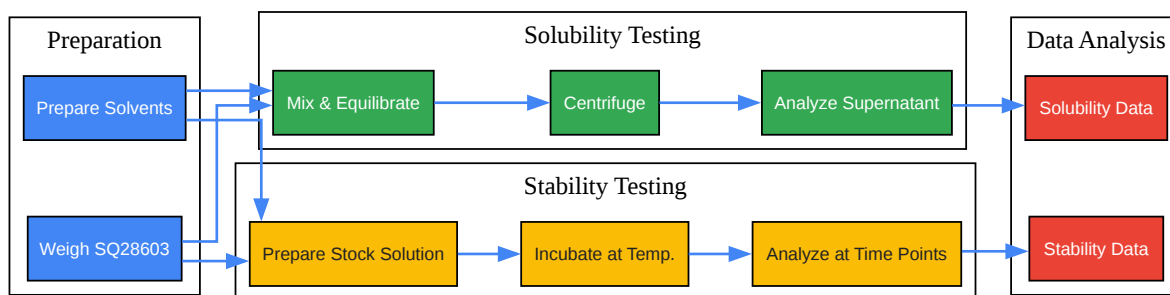 Preparation
Prepare Solvents
Weigh SQ28603
Solubility Testing
Mix & Equilibrate
Centrifuge
Analyze Supernatant
Stability Testing
Prepare Stock Solution
Incubate at Temp.
Analyze at Time Points
Data Analysis
Solubility Data
Stability Data